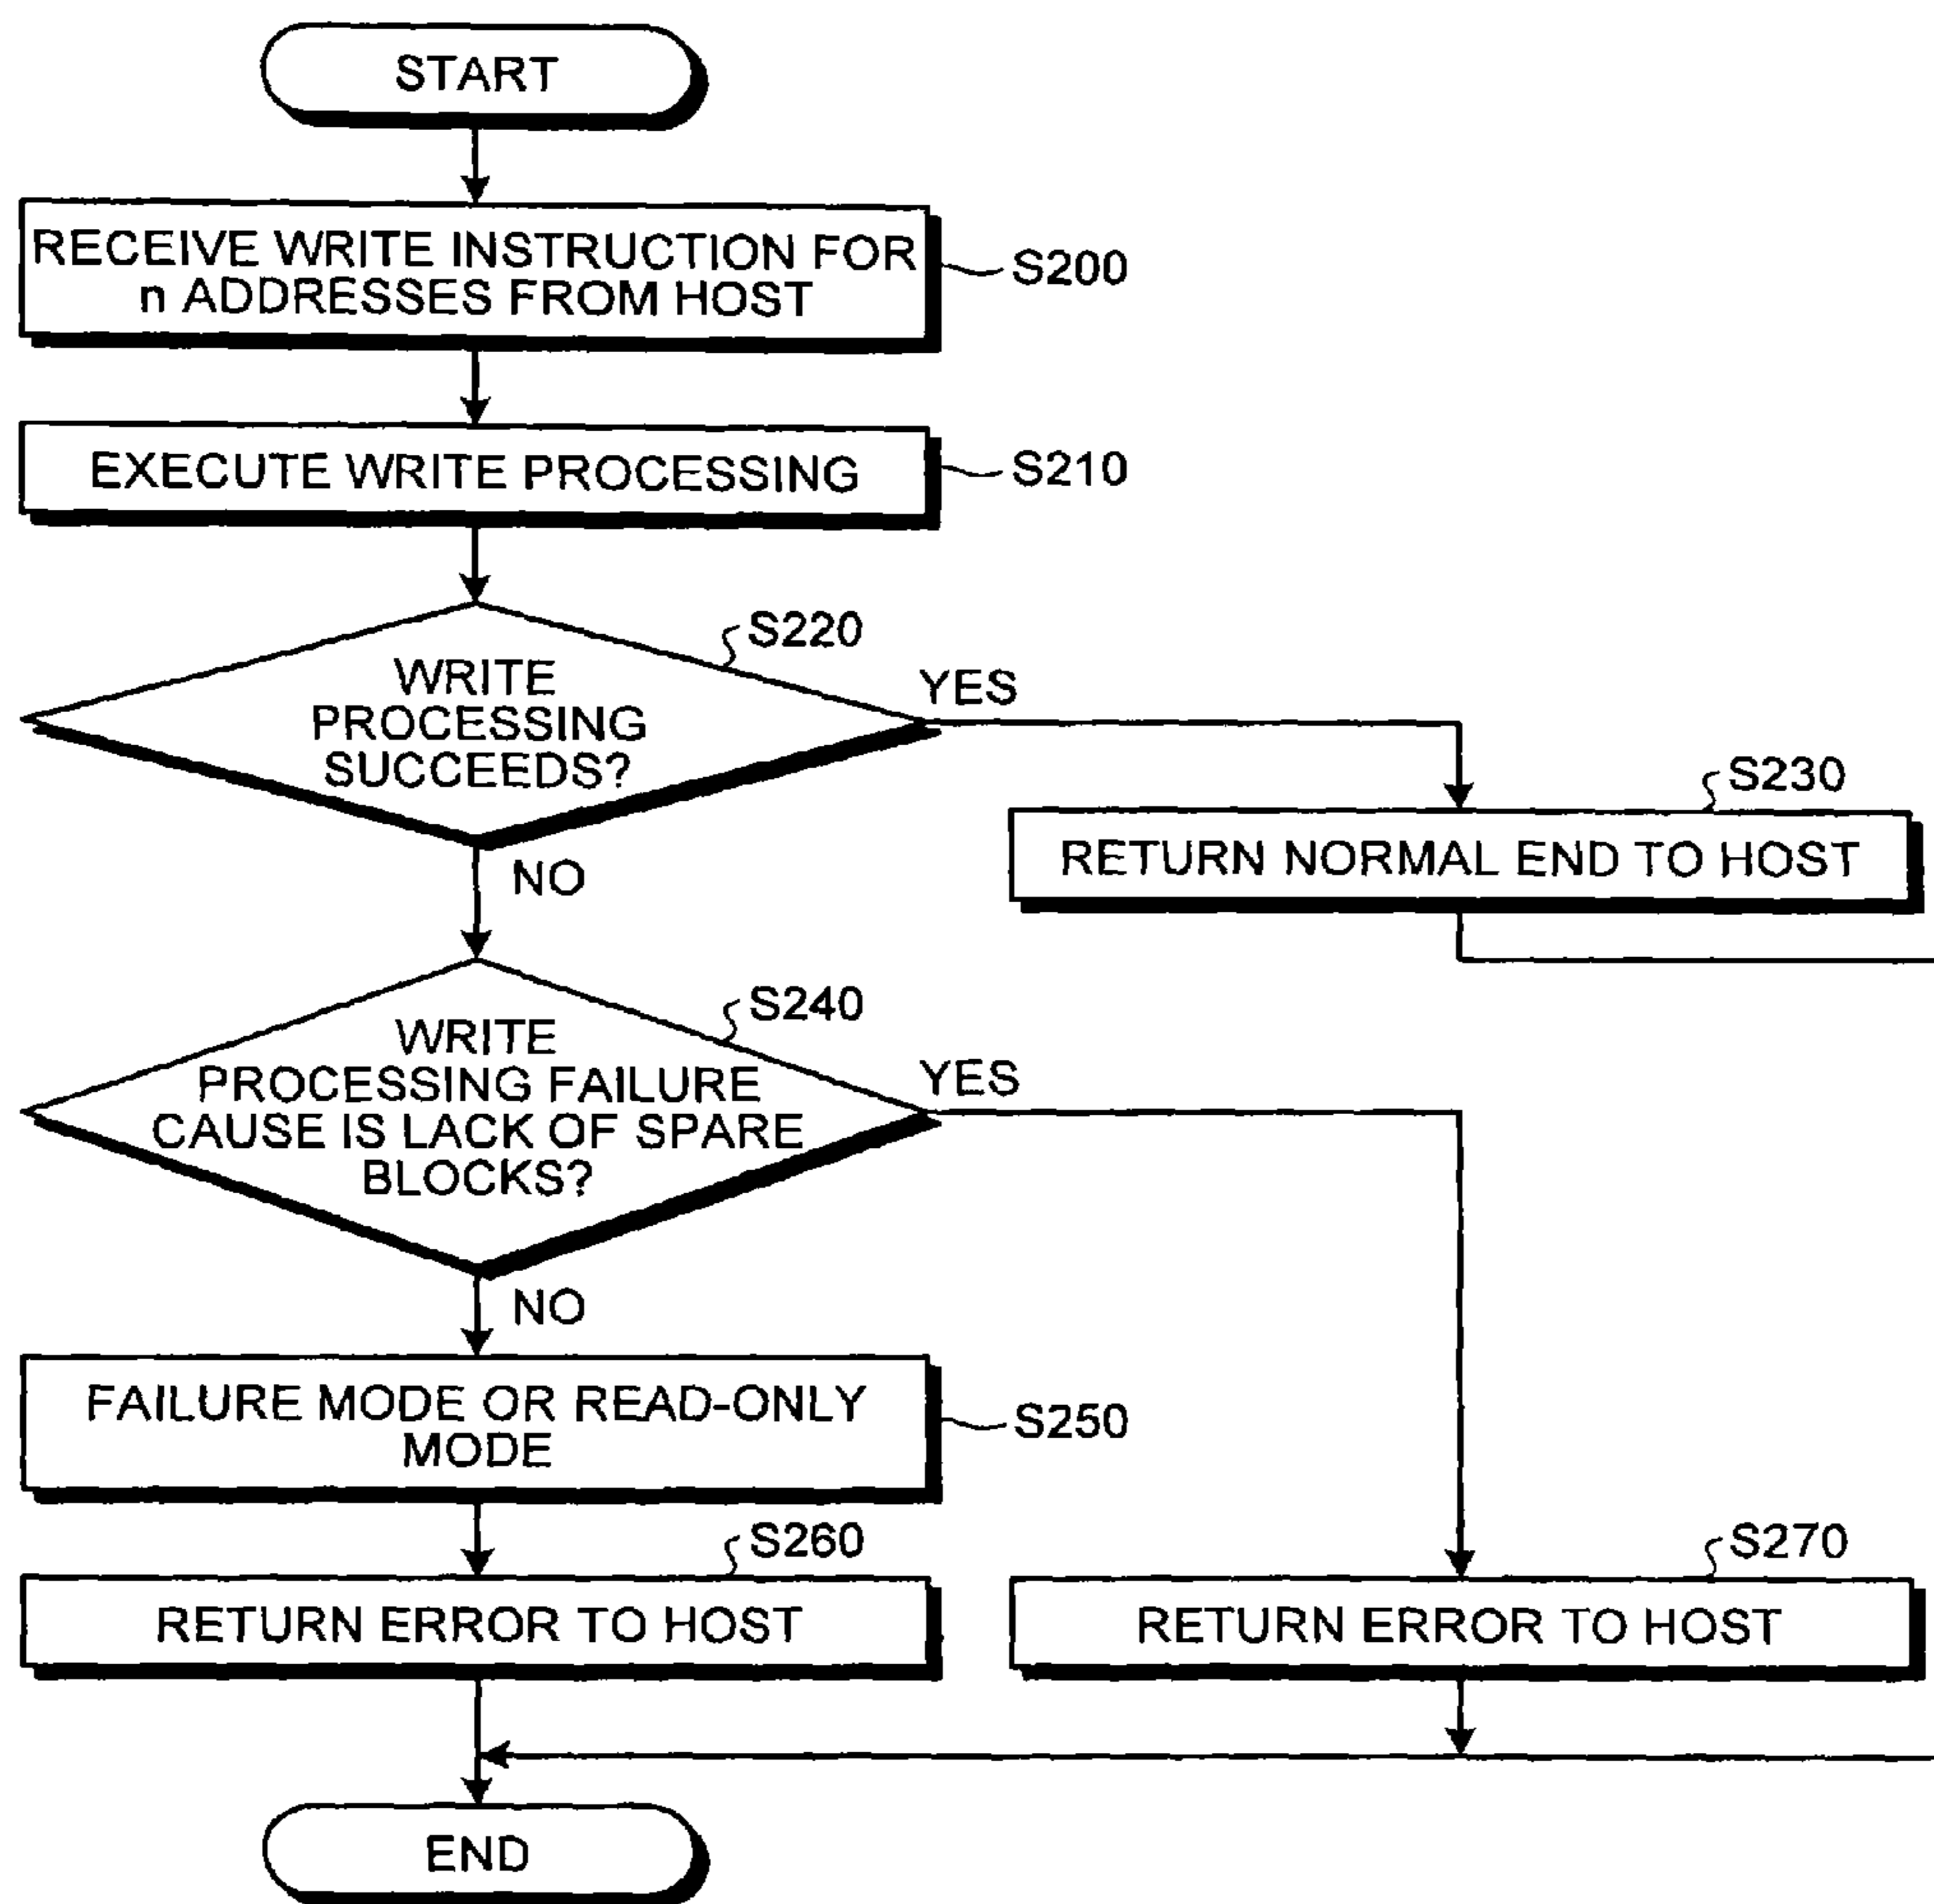 START
RECEIVE WRITE INSTRUCTION FOR
n ADDRESSES FROM HOST
S200
EXECUTE WRITE PROCESSING
S210
S220
WRITE
PROCESSING
SUCCEEDS?
YES
NO
S230
RETURN NORMAL END TO HOST
S240
WRITE
PROCESSING FAILURE
CAUSE IS LACK OF SPARE
BLOCKS?
YES
NO
FAILURE MODE OR READ-ONLY
MODE
S250
S260
RETURN ERROR TO HOST
S270
RETURN ERROR TO HOST
END